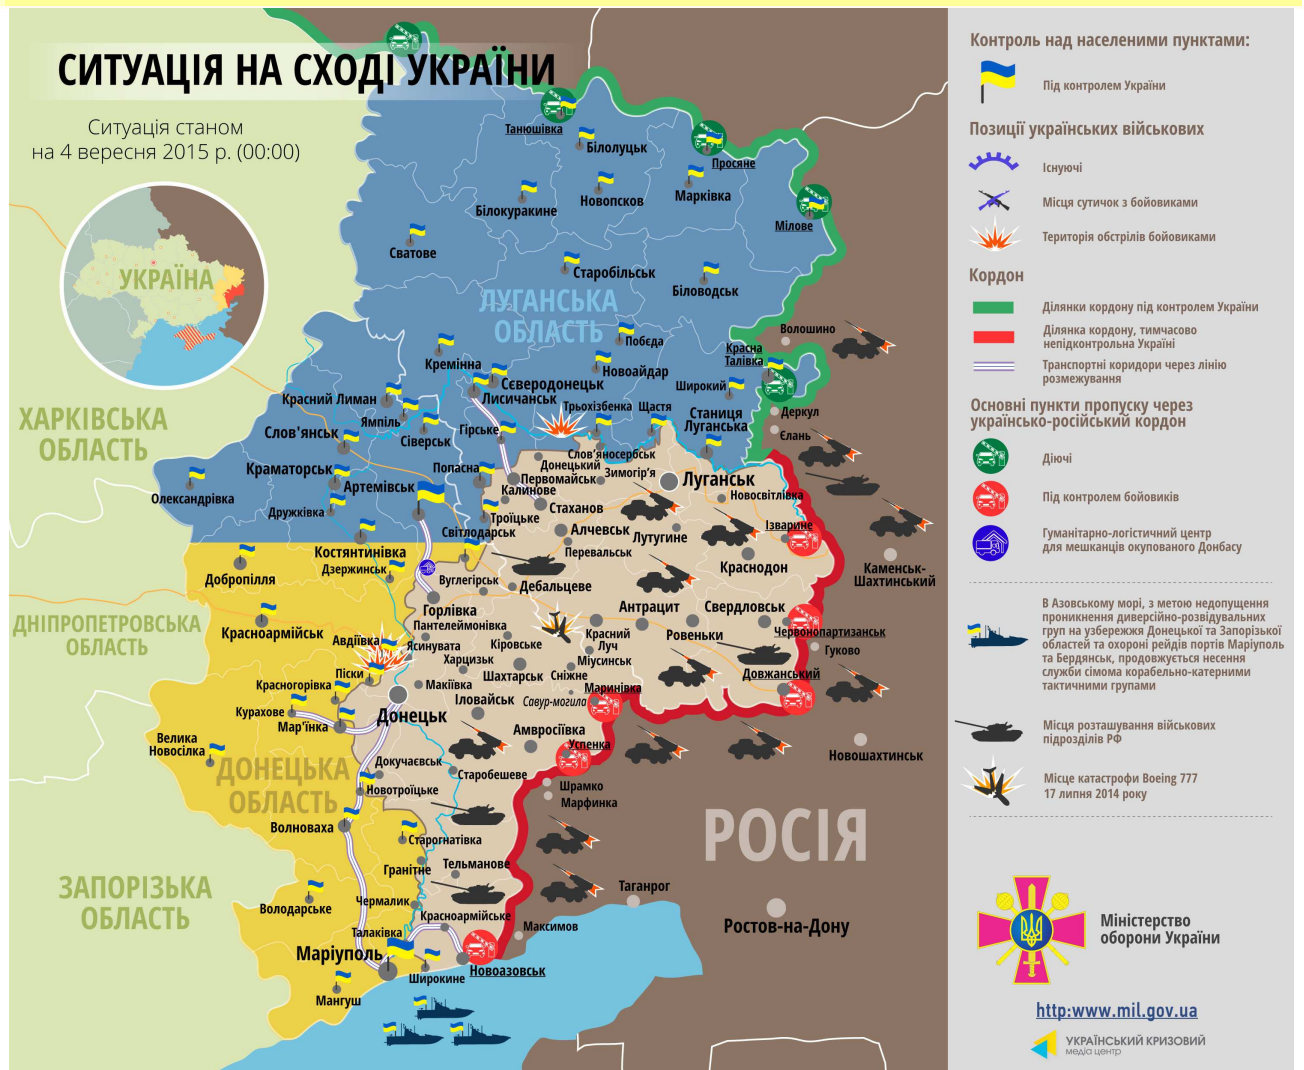 СИТУАЦІЯ НА СХОДІ УКРАЇНИ
Ситуація станом
на 4 вересня 2015 р. (00:00)
УКРАЇНА
ХАРКІВСЬКА
ОБЛАСТЬ
ДНІПРОПЕТРОВСЬКА
ОБЛАСТЬ
ЗАПОРІЗЬКА
ОБЛАСТЬ
ЛУГАНСЬКА
ОБЛАСТЬ
ДОНЕЦЬКА
ОБЛАСТЬ
РОСІЯ
Танюшівка
Білолуцьк
Просяне
Білокуракине
Новопсков
Марківка
Мілове
Сватове
Старобільськ
Біловодськ
Волошино
Побєда
Красна
Талівка
Кремінна
Новоайдар
Сєверодонецьк
Широкий
Лисичанськ
Красний Лиман
Трьохізбенка
Щастя
Станиця
Луганська
Деркул
Ямпіль
Слов'янськ
Сіверськ
Гірське
Єлань
Слов'яносербськ
Донецький
Зимогір'я
Краматорськ
Попасна
Первомайськ
Луганськ
Артемівськ
Калинове
Новосвітлівка
Олександрівка
Дружківка
Троїцьке
Стаханов
Ізварине
Світлодарськ
Алчевськ
Лутугине
Костянтинівка
Перевальськ
Дзержинськ
Краснодон
Каменськ-
Шахтинський
Добропілля
Вуглегірськ
Дебальцеве
Горлівка
Антрацит
Свердловськ
Пантелеймонівка
Красноармійськ
Авдіївка
Ясинувата
Кіровське
Красний
Луч
Ровеньки
Червонопартизанськ
Гуково
Харцизьк
Міусинськ
Піски
Шахтарськ
Сніжне
Довжанський
Красногорівка
Макіївка
Маринівка
Іловайськ
Савур-могила
Курахове
Донецьк
Мар'їнка
Амвросіївка
Успенка
Велика
Новосілка
Новошахтинськ
Докучаєвськ
Старобешеве
Новотроїцьке
Шрамко
Марфинка
Волноваха
Старогнатівка
Гранітне
Тельманове
Таганрог
Володарське
Чермалик
Красноармійське
Максимов
Ростов-на-Дону
Талаківка
Маріуполь
Широкине
Новоазовськ
Мангуш
Контроль над населеними пунктами:
Під контролем України
Позиції українських військових
Існуючі
Місця сутичок з бойовиками
Територія обстрілів бойовиками
Кордон
Ділянки кордону під контролем України
Ділянка кордону, тимчасово
непідконтрольна Україні
Транспортні коридори через лінію
розмежування
Основні пункти пропуску через
українсько-російський кордон
Діючі
Під контролем бойовиків
Гуманітарно-логістичний центр
для мешканців окупованого Донбасу
В Азовському морі, з метою недопущення
проникнення диверсійно-розвідувальних
груп на узбережжя Донецької та Запорізької
областей та охороні рейдів портів Маріуполь
та Бердянськ, продовжується несення
служби сімома корабельно-катерними
тактичними групами
Місця розташування військових
підрозділів РФ
Місце катастрофи Boeing 777
17 липня 2014 року
Міністерство
оборони України
http:www.mil.gov.ua
УКРАЇНСЬКИЙ КРИЗОВИЙ
медіа центр